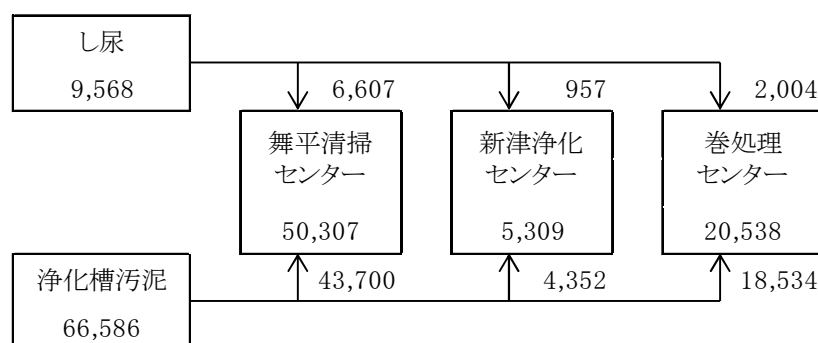 し尿
9,568
6,607
957
2,004
舞平清掃
センター
50,307
新津浄化
センター
5,309
巻処理
センター
20,538
浄化槽汚泥
66,586
43,700
4,352
18,534